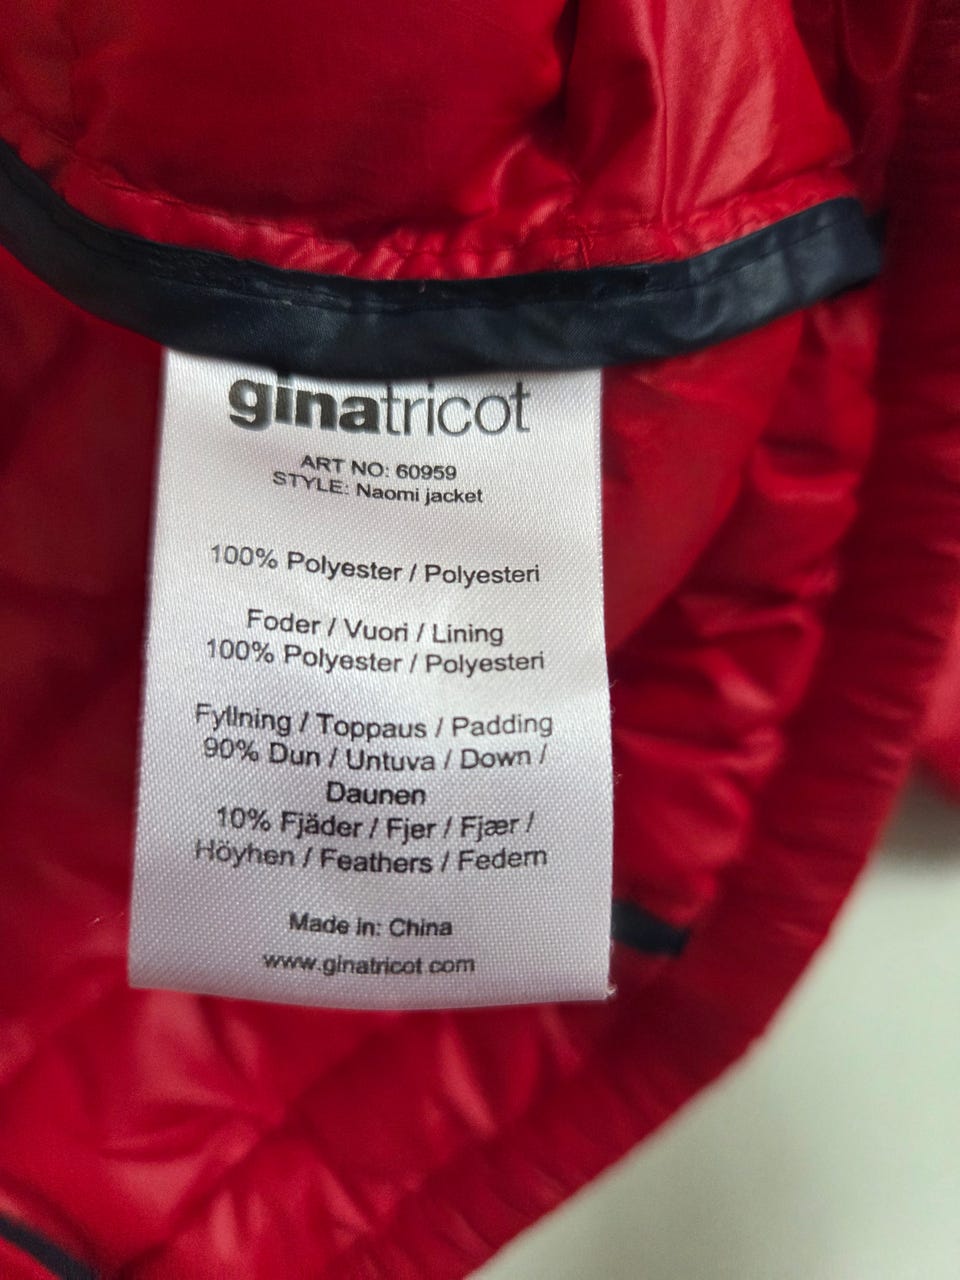 ginatricot
ART NO: 60959
STYLE: Naomi jacket
100% Polyester / Polyesteri
Foder / Vuori / Lining
100% Polyester / Polyesteri
Fyllning / Toppaus / Padding
90% Dun / Untuva / Down /
Daunen
10% Fjäder / Fjer / Fjær /
Höyhen / Feathers / Federn
Made in: China
www.ginatricot.com